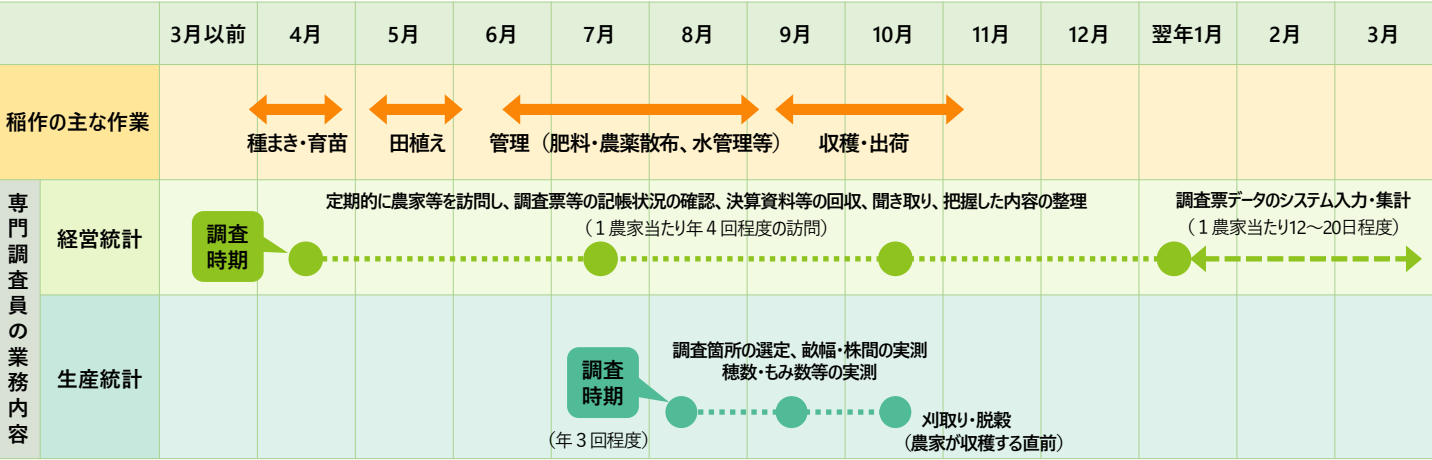 3月以前 4月 5月 6月 7月 8月 9月 10月 11月 12月 翌年1月 2月 3月
稲作の主な作業
種まき・育苗 田植え 管理（肥料・農薬散布、水管理等） 収穫・出荷
専門調査員の業務内容
経営統計
調査
時期
定期的に農家等を訪問し、調査票等の記帳状況の確認、決算資料等の回収、聞き取り、把握した内容の整理
（１農家当たり年４回程度の訪問）
調査票データのシステム入力・集計
（１農家当たり12～20日程度）
生産統計
調査
時期
（年３回程度）
調査箇所の選定、畝幅・株間の実測
穂数・もみ数等の実測
刈取り・脱穀
（農家が収穫する直前）